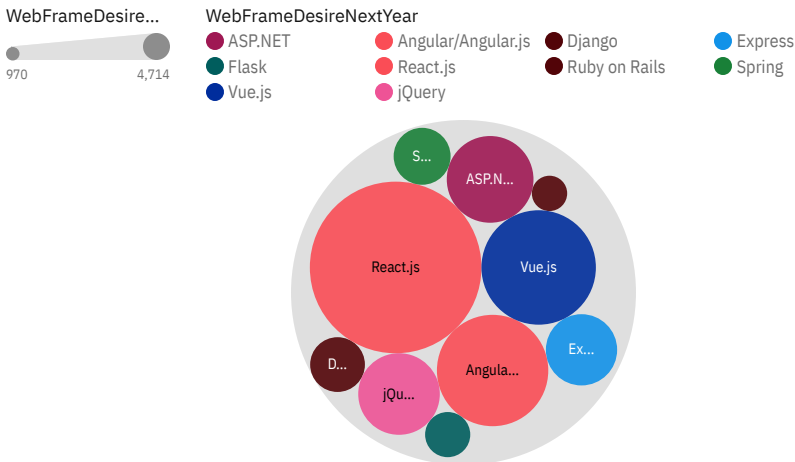 WebFrameDesire...
970
4,714
WebFrameDesireNextYear
ASP.NET
Angular/Angular.js
Django
Express
Flask
React.js
Ruby on Rails
Spring
Vue.js
jQuery
S...
ASP.N...
React.js
Vue.js
Ex...
D...
Angula...
jQu...